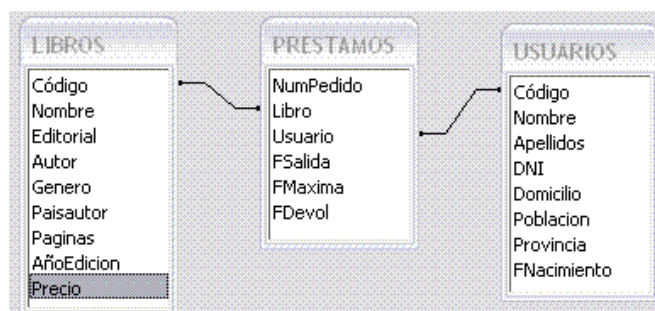 LIBROS
Código
Nombre
Editorial
Autor
Genero
Paisautor
Paginas
AñoEdicion
Precio
PRESTAMOS
NumPedido
Libro
Usuario
FSalida
FMaxima
FDevol
USUARIOS
Código
Nombre
Apellidos
DNI
Domicilio
Poblacion
Provincia
FNacimiento